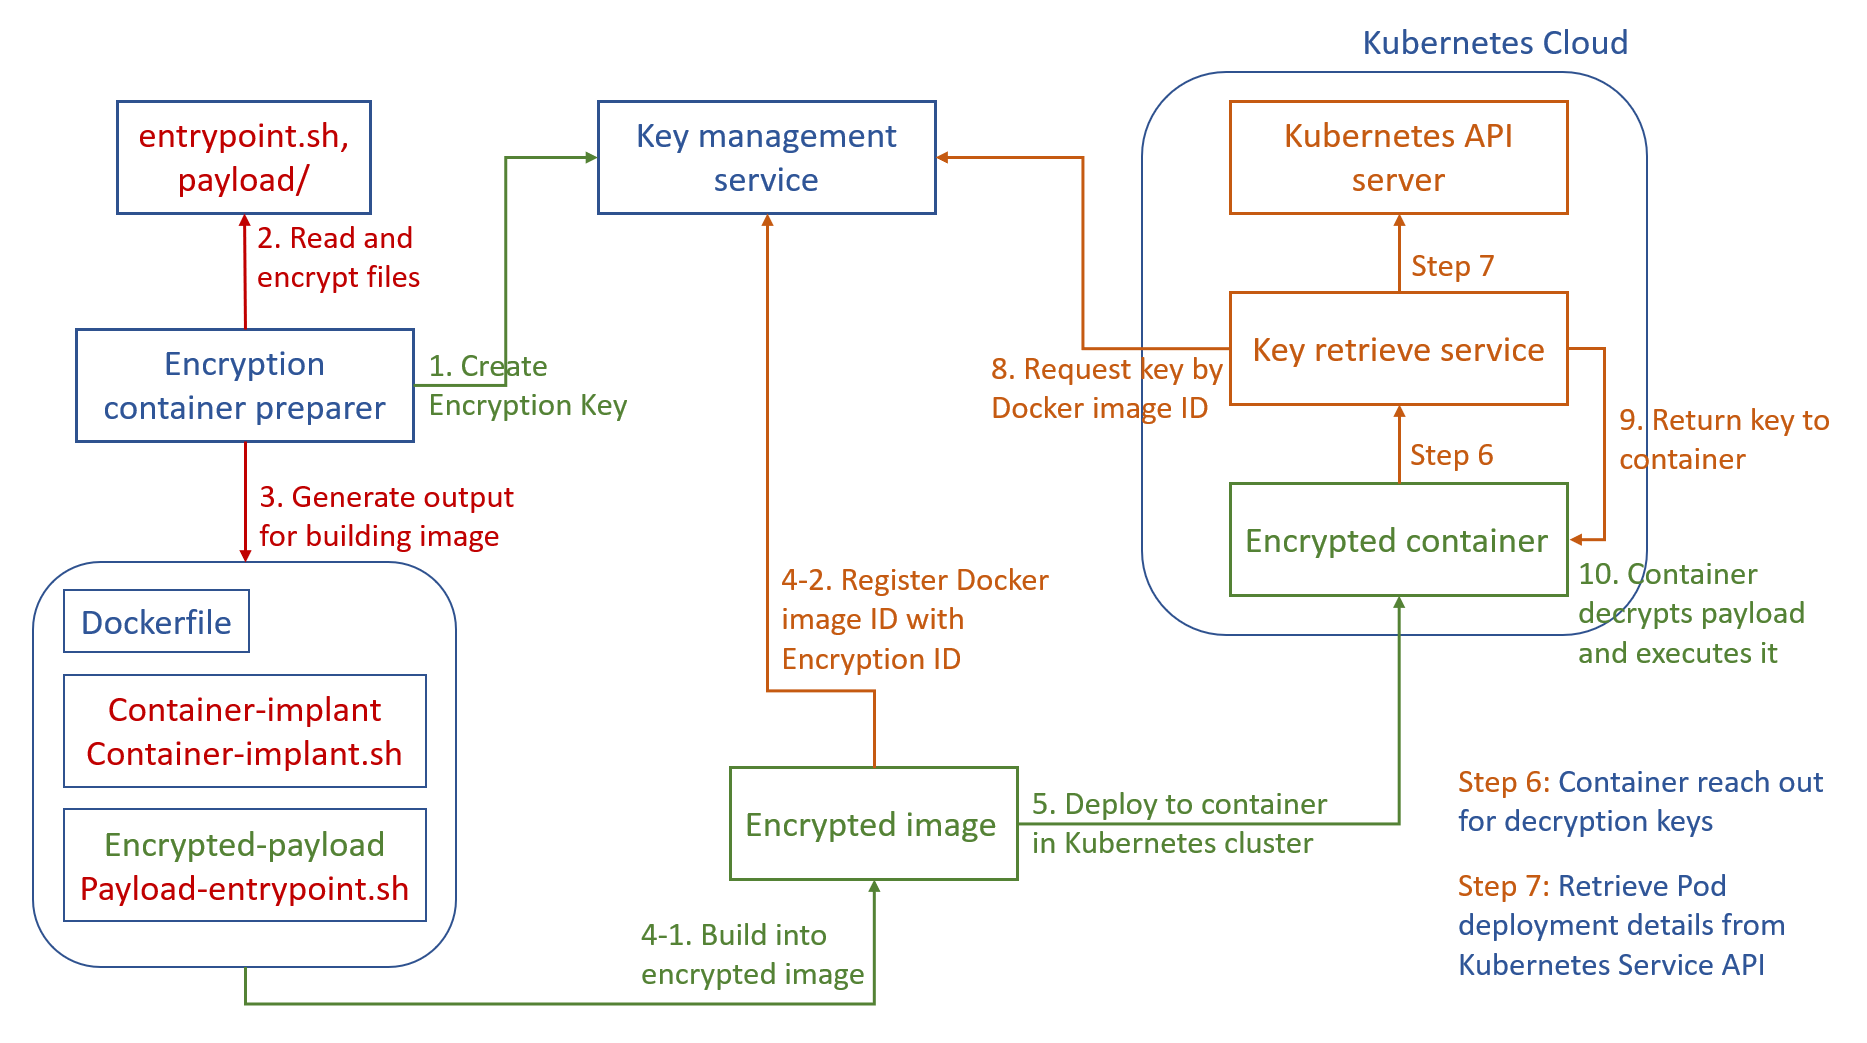 Kubernetes Cloud
entrypoint.sh,
payload/
Key management
service
Kubernetes API
server
2. Read and
encrypt files
Step 7
Encryption
container preparer
1. Create
Encryption Key
8. Request key by
Docker image ID
Key retrieve service
9. Return key to
container
Step 6
3. Generate output
for building image
Encrypted container
4-2. Register Docker
image ID with
Encryption ID
10. Container
decrypts payload
and executes it
Dockerfile
Container-implant
Container-implant.sh
Encrypted-payload
Payload-entrypoint.sh
Encrypted image
5. Deploy to container
in Kubernetes cluster
4-1. Build into
encrypted image
Step 6: Container reach out
for decryption keys
Step 7: Retrieve Pod
deployment details from
Kubernetes Service API